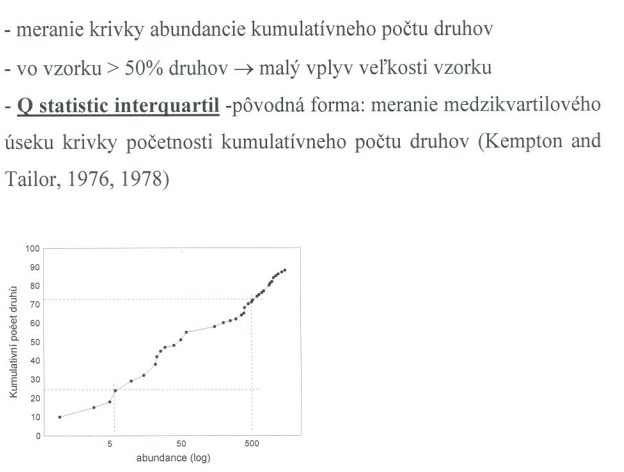 - meranie krivky abundancie kumulatívneho počtu druhov
- vo vzorku > 50% druhov → malý vplyv veľkosti vzorku
- Q statistic interquartil -pôvodná forma: meranie medzikvartilového
úseku krivky početnosti kumulatívneho počtu druhov (Kempton and
Tailor, 1976, 1978)
100
90
80
70
60
50
40
30
20
10
0
Kumulativní poèet druhù
5 50 500
abundance (log)